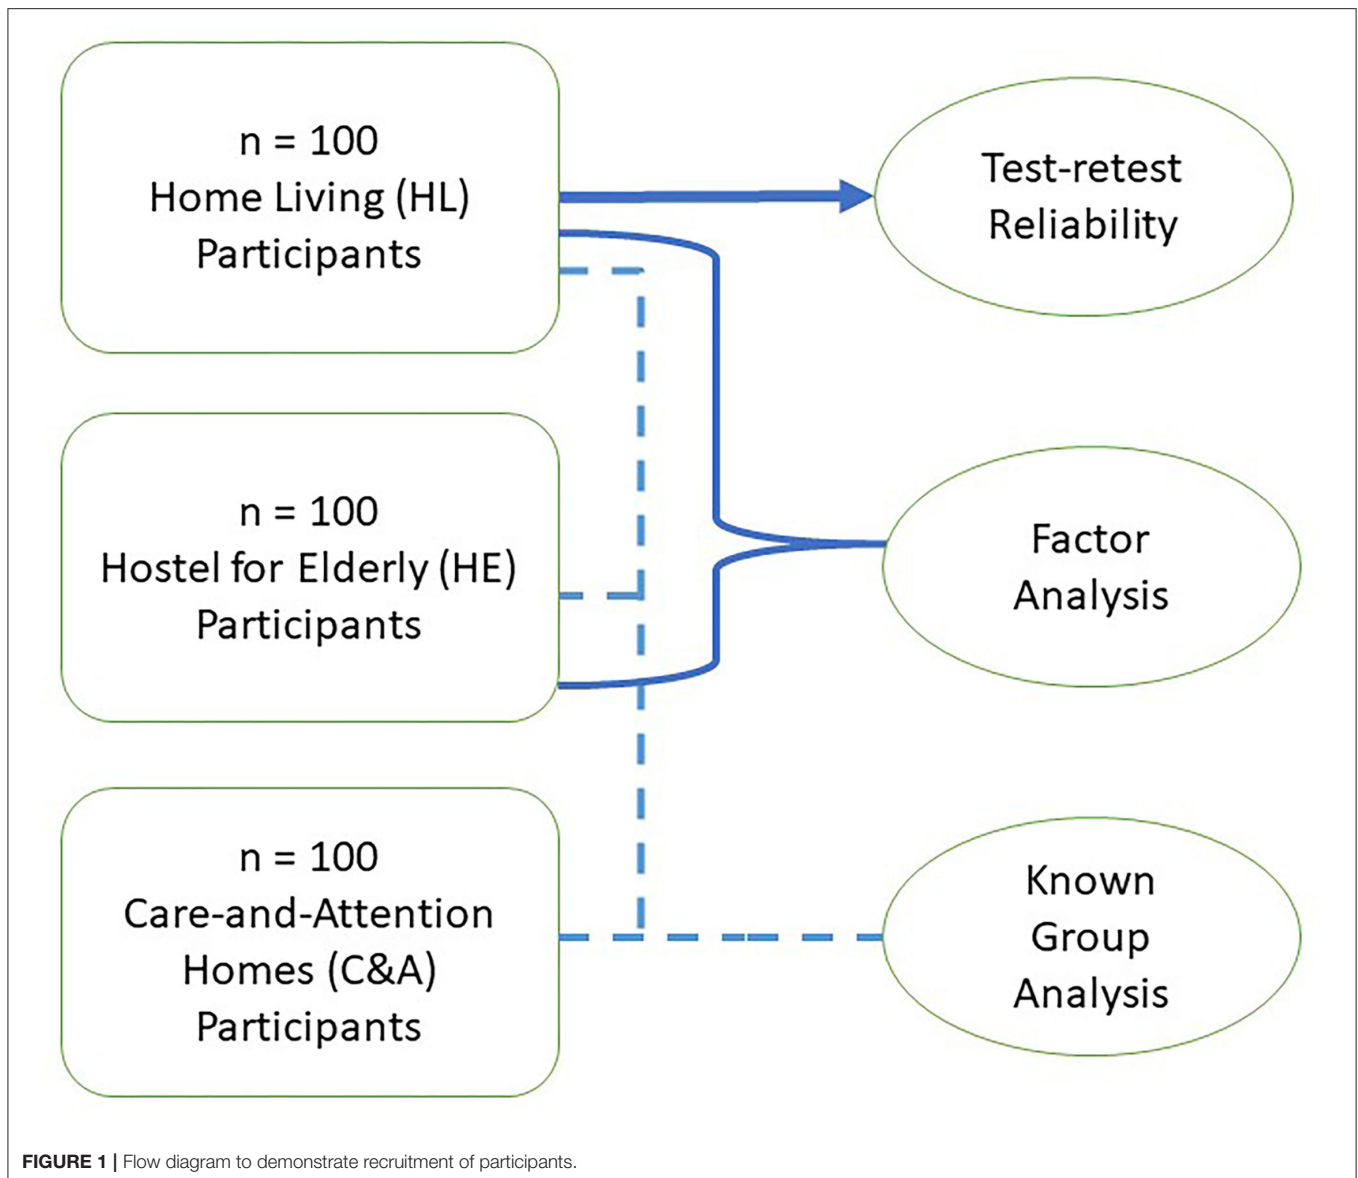 n = 100
Home Living (HL)
Participants
Test-retest
Reliability
n = 100
Hostel for Elderly (HE)
Participants
Factor
Analysis
n = 100
Care-and-Attention
Homes (C&A)
Participants
Known
Group
Analysis
FIGURE 1 | Flow diagram to demonstrate recruitment of participants.